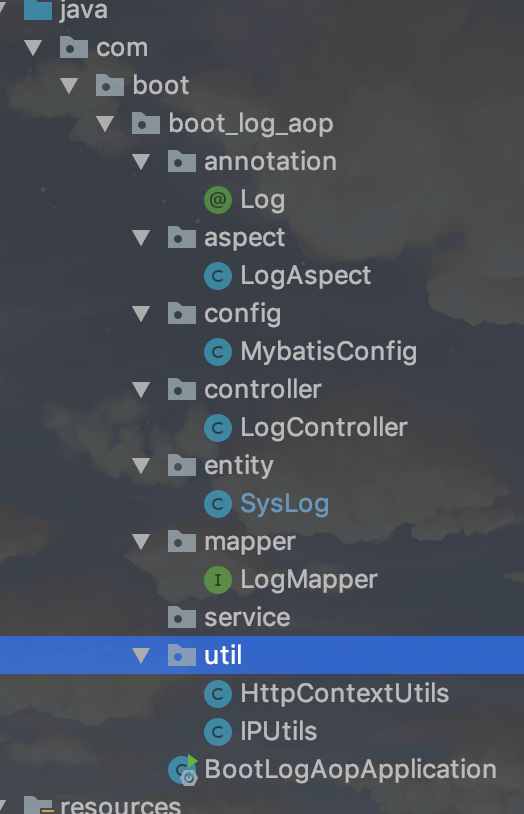 java
com
boot
boot_log_aop
annotation
@ Log
aspect
C LogAspect
config
C MybatisConfig
controller
C LogController
entity
C SysLog
mapper
I LogMapper
service
util
C HttpContextUtils
C IPUtils
C BootLogAopApplication
resources